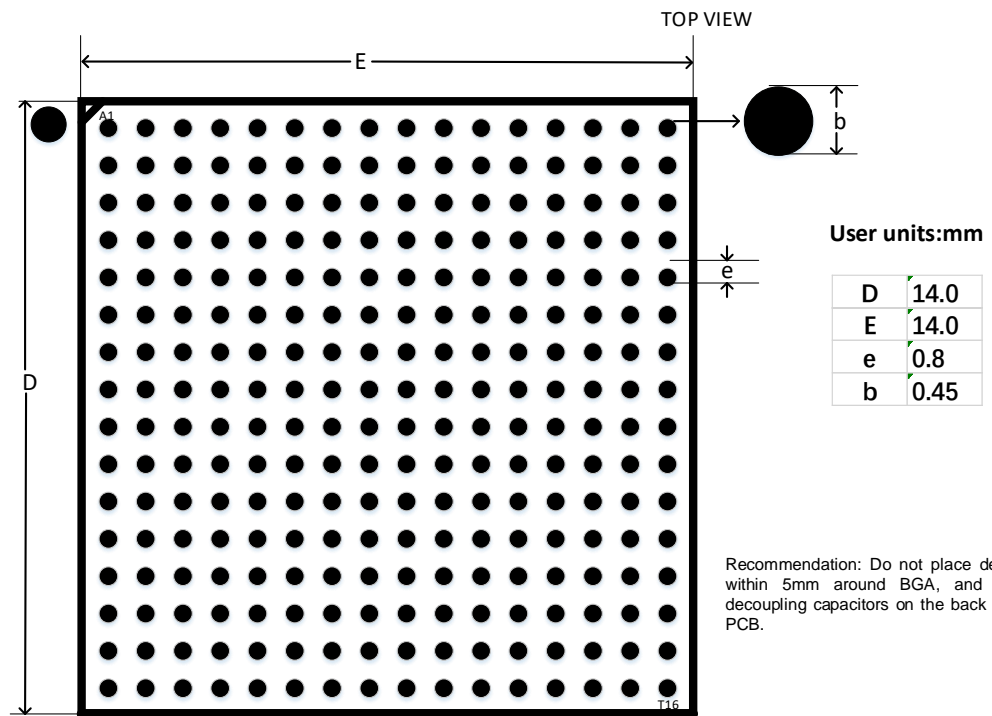 TOP VIEW
E
A1
b
User units:mm
e
D 14.0
E 14.0
e 0.8
b 0.45
D
Recommendation: Do not place de
within 5mm around BGA, and
decoupling capacitors on the back
PCB.
T16